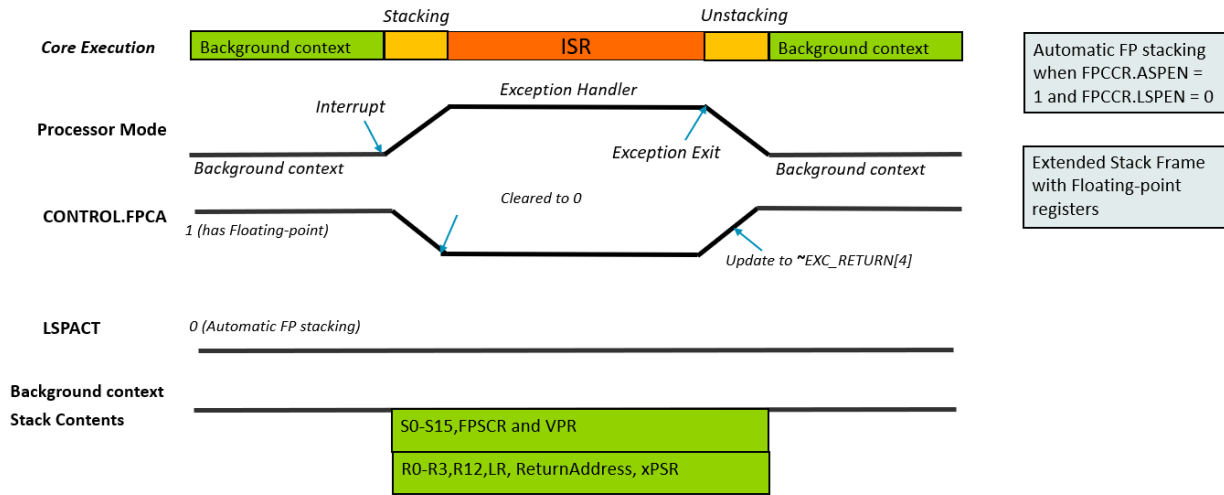 Stacking
Unstacking
Core Execution
Background context
ISR
Background context
Automatic FP stacking
when FPCCR.ASPEN =
1 and FPCCR.LSPEN = 0
Interrupt
Exception Handler
Processor Mode
Exception Exit
Background context
Background context
Extended Stack Frame
with Floating-point
registers
Cleared to 0
CONTROL.FPCA
1 (has Floating-point)
Update to ~EXC_RETURN[4]
LSPACT
0 (Automatic FP stacking)
Background context
Stack Contents
S0-S15,FPSCR and VPR
R0-R3,R12,LR, ReturnAddress, xPSR